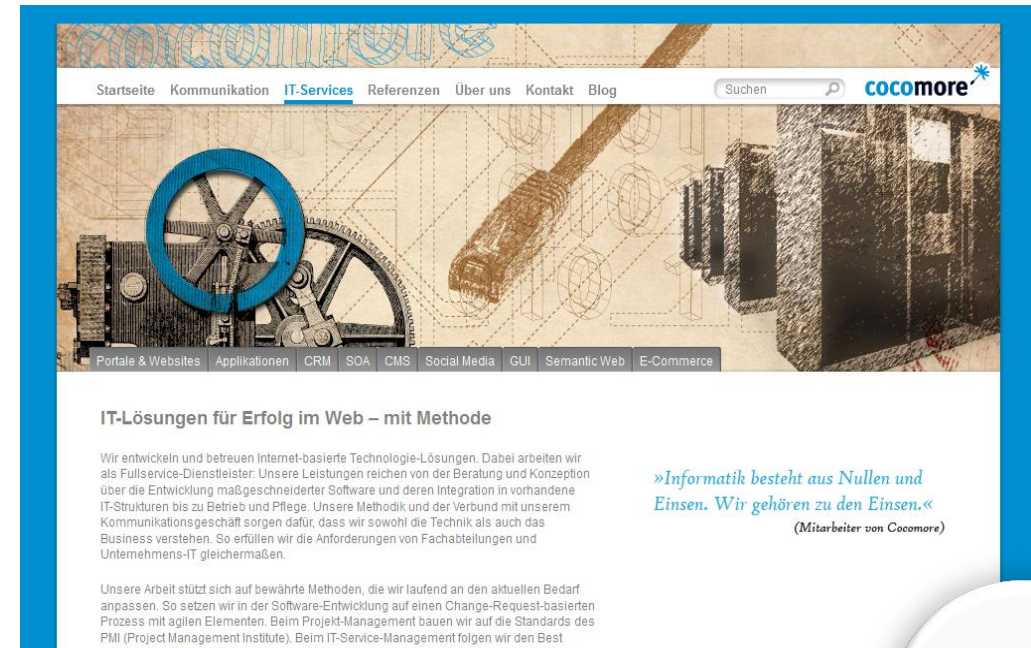 cocomore
Startseite Kommunikation IT-Services Referenzen Über uns Kontakt Blog
Suchen
cocomore
Portale & Websites Applikationen CRM SOA CMS Social Media GUI Semantic Web E-Commerce
IT-Lösungen für Erfolg im Web – mit Methode
Wir entwickeln und betreuen Internet-basierte Technologie-Lösungen. Dabei arbeiten wir
als Fullservice-Dienstleister: Unsere Leistungen reichen von der Beratung und Konzeption
über die Entwicklung maßgeschneiderter Software und deren Integration in vorhandene
IT-Strukturen bis zu Betrieb und Pflege. Unsere Methodik und der Verbund mit unserem
Kommunikationsgeschäft sorgen dafür, dass wir sowohl die Technik als auch das
Business verstehen. So erfüllen wir die Anforderungen von Fachabteilungen und
Unternehmens-IT gleichermaßen.
Unsere Arbeit stützt sich auf bewährte Methoden, die wir laufend an den aktuellen Bedarf
anpassen. So setzen wir in der Software-Entwicklung auf einen Change-Request-basierten
Prozess mit agilen Elementen. Beim Projekt-Management bauen wir auf die Standards des
PMI (Project Management Institute). Beim IT-Service-Management folgen wir den Best
»Informatik besteht aus Nullen und
Einsen. Wir gehören zu den Einsen.«
(Mitarbeiter von Cocomore)